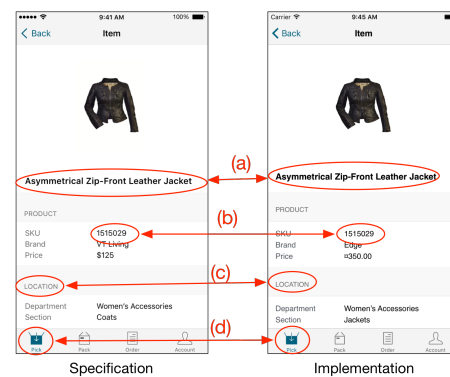 9:41 AM 100%
Back Item
Asymmetrical Zip-Front Leather Jacket
PRODUCT
SKU 1515029
Brand VT Living
Price $125
LOCATION
Department Women's Accessories
Section Coats
Pick Pack Order Account
Specification
(a)
(b)
(c)
(d)
Carrier 9:45 AM
Back Item
Asymmetrical Zip-Front Leather Jacket
PRODUCT
SKU 1515029
Brand Edge
Price ¤350.00
LOCATION
Department Women's Accessories
Section Jackets
Pick Pack Order Account
Implementation